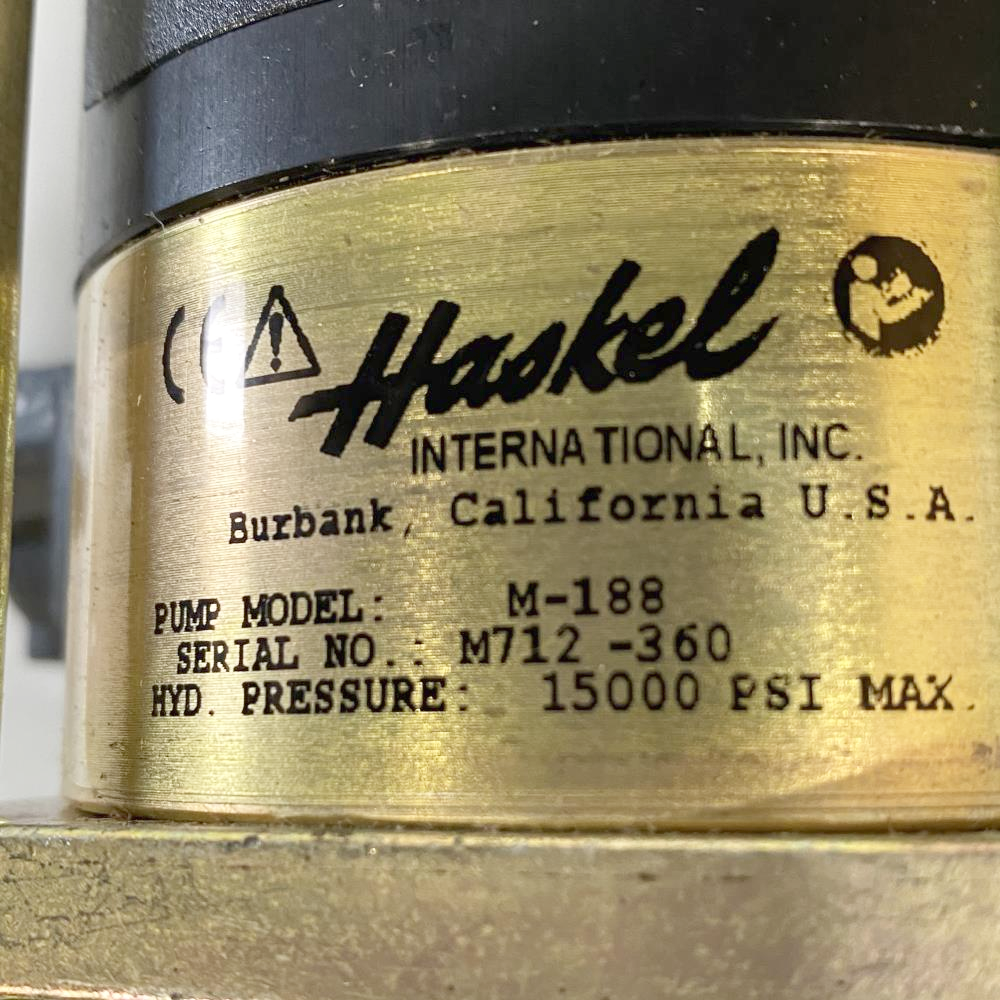 CE Haskel
INTERNATIONAL, INC.
Burbank, California U.S.A.
PUMP MODEL: M-188
SERIAL NO.: M712-360
HYD. PRESSURE: 15000 PSI MAX.